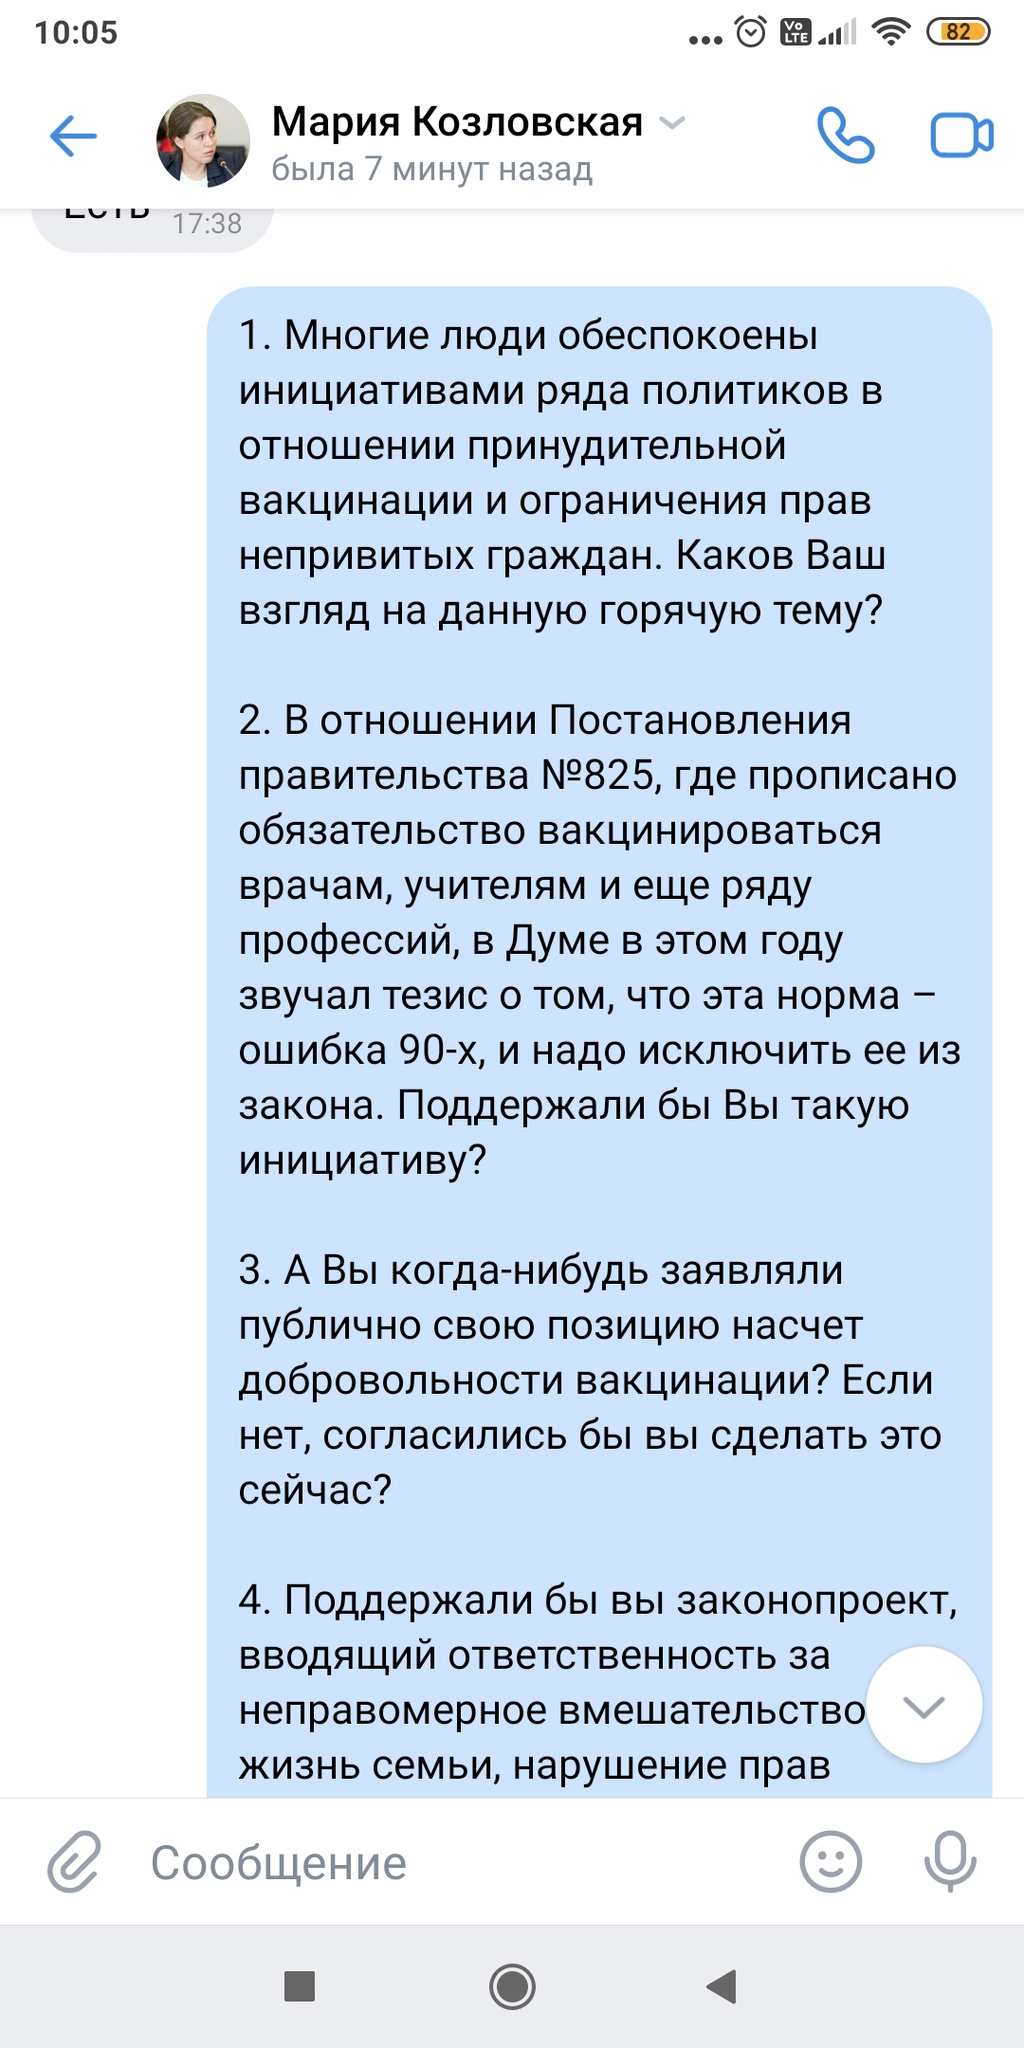 10:05
Vo LTE
82
Мария Козловская
была 7 минут назад
Есть 17:38
1. Многие люди обеспокоены
инициативами ряда политиков в
отношении принудительной
вакцинации и ограничения прав
непривитых граждан. Каков Ваш
взгляд на данную горячую тему?
2. В отношении Постановления
правительства №825, где прописано
обязательство вакцинироваться
врачам, учителям и еще ряду
профессий, в Думе в этом году
звучал тезис о том, что эта норма –
ошибка 90-х, и надо исключить ее из
закона. Поддержали бы Вы такую
инициативу?
3. А Вы когда-нибудь заявляли
публично свою позицию насчет
добровольности вакцинации? Если
нет, согласились бы вы сделать это
сейчас?
4. Поддержали бы вы законопроект,
вводящий ответственность за
неправомерное вмешательство
жизнь семьи, нарушение прав
Сообщение